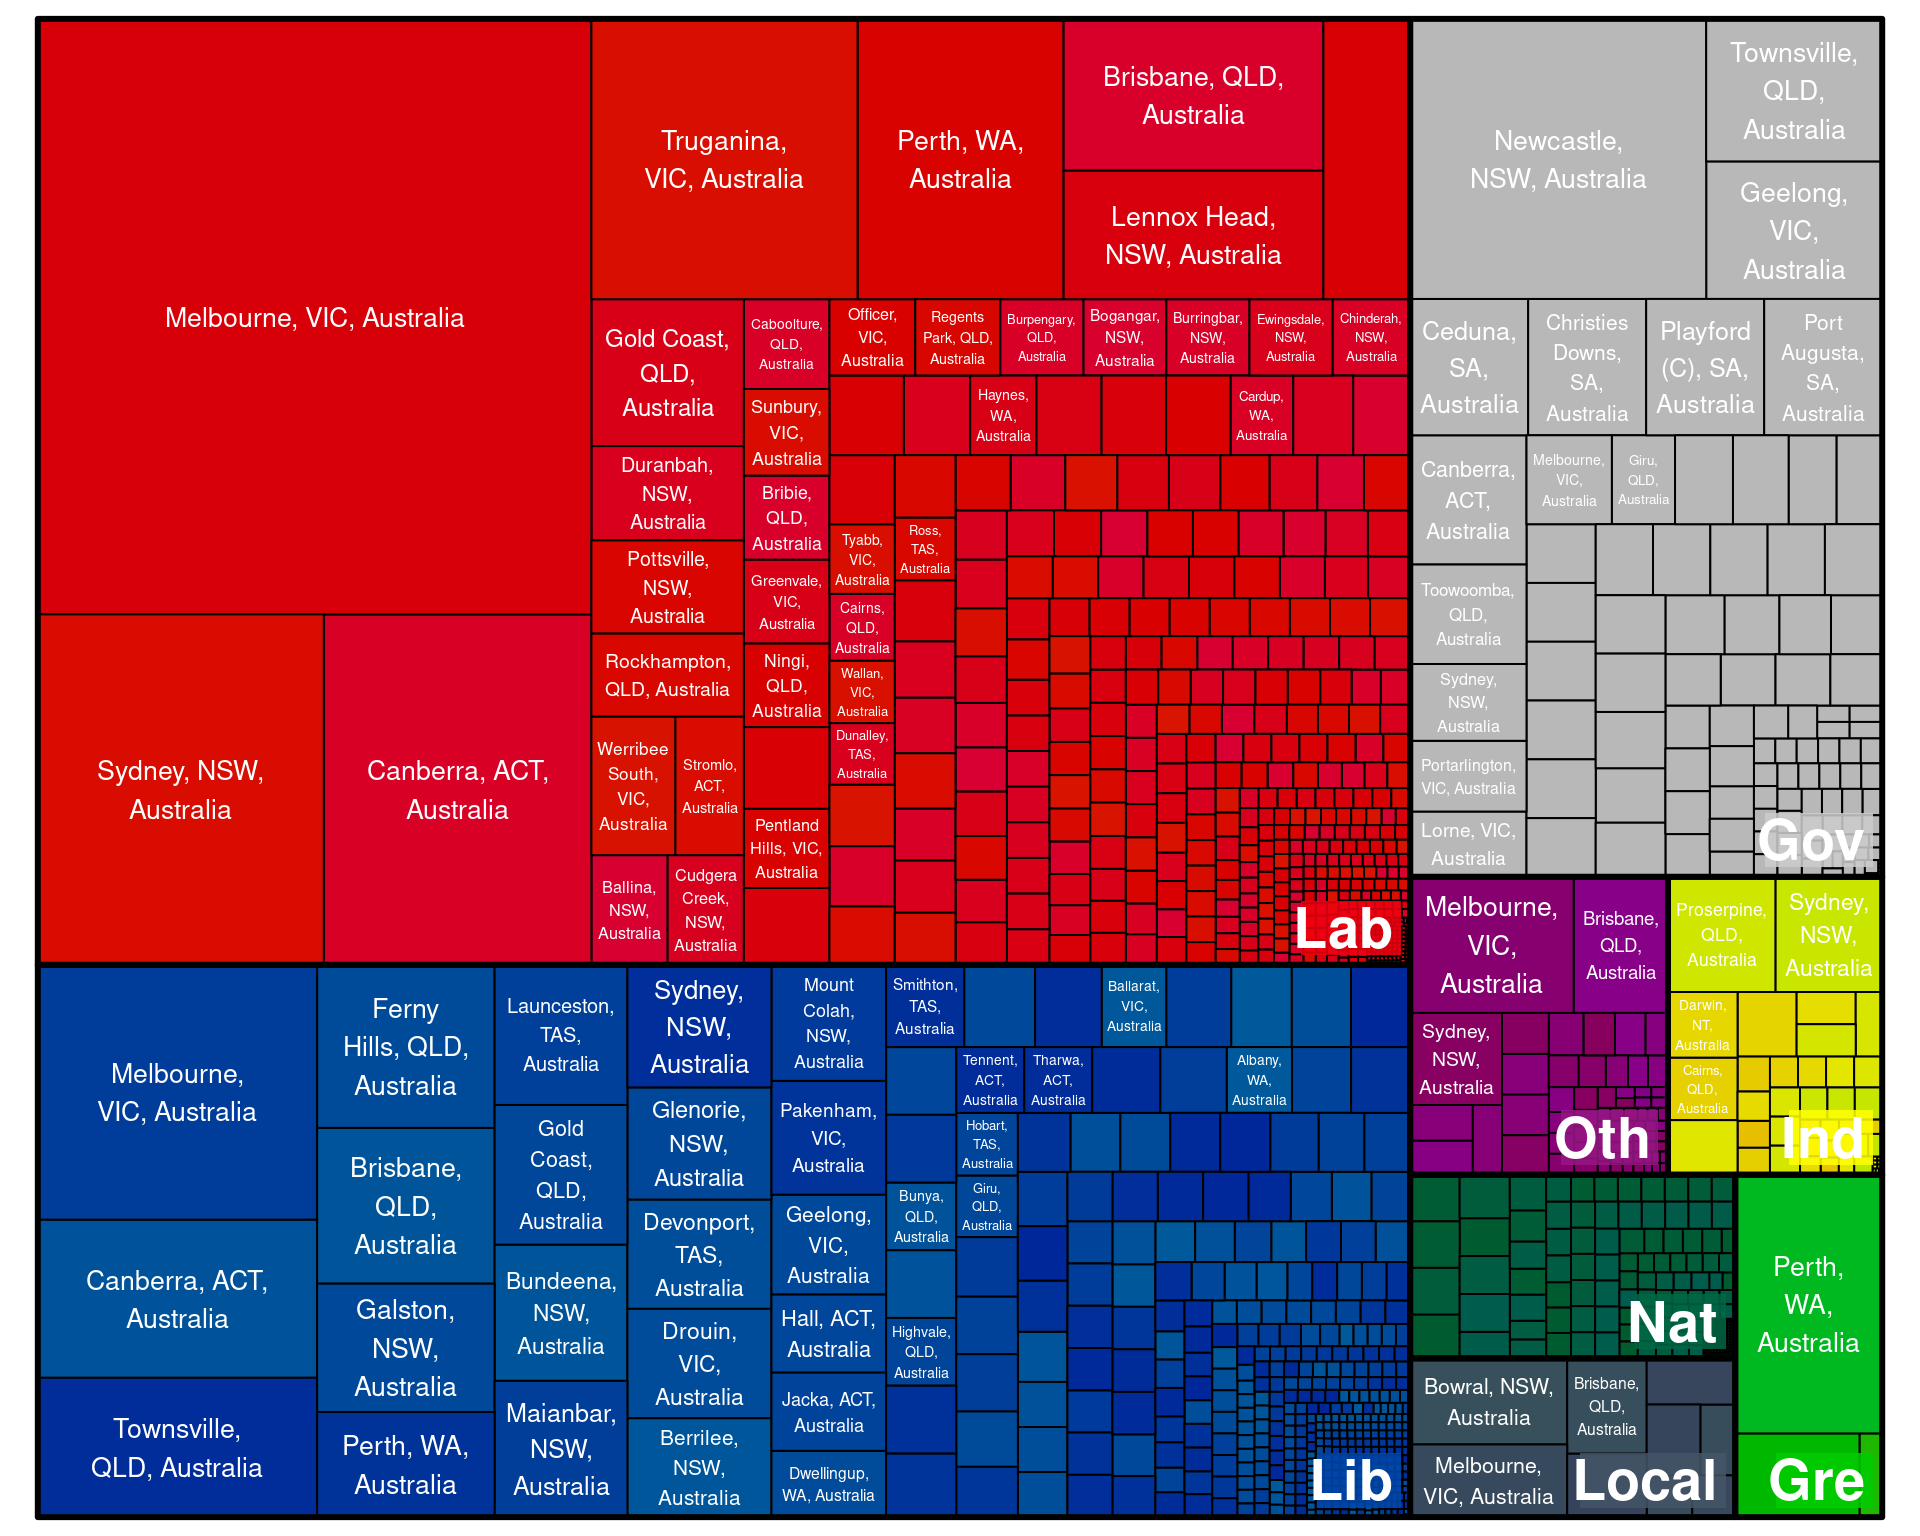 Melbourne, VIC, Australia
Sydney, NSW,
Australia
Canberra, ACT,
Australia
Truganina,
VIC, Australia
Perth, WA,
Australia
Brisbane, QLD,
Australia
Lennox Head,
NSW, Australia
Gold Coast,
QLD,
Australia
Duranbah,
NSW,
Australia
Pottsville,
NSW,
Australia
Rockhampton,
QLD, Australia
Werribee
South,
VIC,
Australia
Stromlo,
ACT,
Australia
Ballina,
NSW,
Australia
Cudgera
Creek,
NSW,
Australia
Caboolture,
QLD,
Australia
Sunbury,
VIC,
Australia
Bribie,
QLD,
Australia
Greenvale,
VIC,
Australia
Ningi,
QLD,
Australia
Pentland
Hills, VIC,
Australia
Officer,
VIC,
Australia
Regents
Park, QLD,
Australia
Burpengary,
QLD,
Australia
Bogangar,
NSW,
Australia
Burringbar,
NSW,
Australia
Ewingsdale,
NSW,
Australia
Chinderah,
NSW,
Australia
Haynes,
WA,
Australia
Cardup,
WA,
Australia
Tyabb,
VIC,
Australia
Ross,
TAS,
Australia
Cairns,
QLD,
Australia
Wallan,
VIC,
Australia
Dunalley,
TAS,
Australia
Lab
Newcastle,
NSW, Australia
Townsville,
QLD,
Australia
Geelong,
VIC,
Australia
Ceduna,
SA,
Australia
Christies
Downs,
SA,
Australia
Playford
(C), SA,
Australia
Port
Augusta,
SA,
Australia
Canberra,
ACT,
Australia
Melbourne,
VIC,
Australia
Giru,
QLD,
Australia
Toowoomba,
QLD,
Australia
Sydney,
NSW,
Australia
Portarlington,
VIC, Australia
Lorne, VIC,
Australia
Gov
Melbourne,
VIC, Australia
Canberra, ACT,
Australia
Townsville,
QLD, Australia
Ferny
Hills, QLD,
Australia
Brisbane,
QLD,
Australia
Galston,
NSW,
Australia
Perth, WA,
Australia
Launceston,
TAS,
Australia
Gold
Coast,
QLD,
Australia
Bundeena,
NSW,
Australia
Maianbar,
NSW,
Australia
Sydney,
NSW,
Australia
Glenorie,
NSW,
Australia
Devonport,
TAS,
Australia
Drouin,
VIC,
Australia
Berrilee,
NSW,
Australia
Mount
Colah,
NSW,
Australia
Pakenham,
VIC,
Australia
Geelong,
VIC,
Australia
Hall, ACT,
Australia
Jacka, ACT,
Australia
Dwellingup,
WA, Australia
Smithton,
TAS,
Australia
Ballarat,
VIC,
Australia
Tennent,
ACT,
Australia
Tharwa,
ACT,
Australia
Albany,
WA,
Australia
Hobart,
TAS,
Australia
Bunya,
QLD,
Australia
Giru,
QLD,
Australia
Highvale,
QLD,
Australia
Lib
Melbourne,
VIC,
Australia
Brisbane,
QLD,
Australia
Sydney,
NSW,
Australia
Oth
Proserpine,
QLD,
Australia
Sydney,
NSW,
Australia
Darwin,
NT,
Australia
Cairns,
QLD,
Australia
Ind
Nat
Perth,
WA,
Australia
Gre
Bowral, NSW,
Australia
Brisbane,
QLD,
Australia
Melbourne,
VIC, Australia
Local